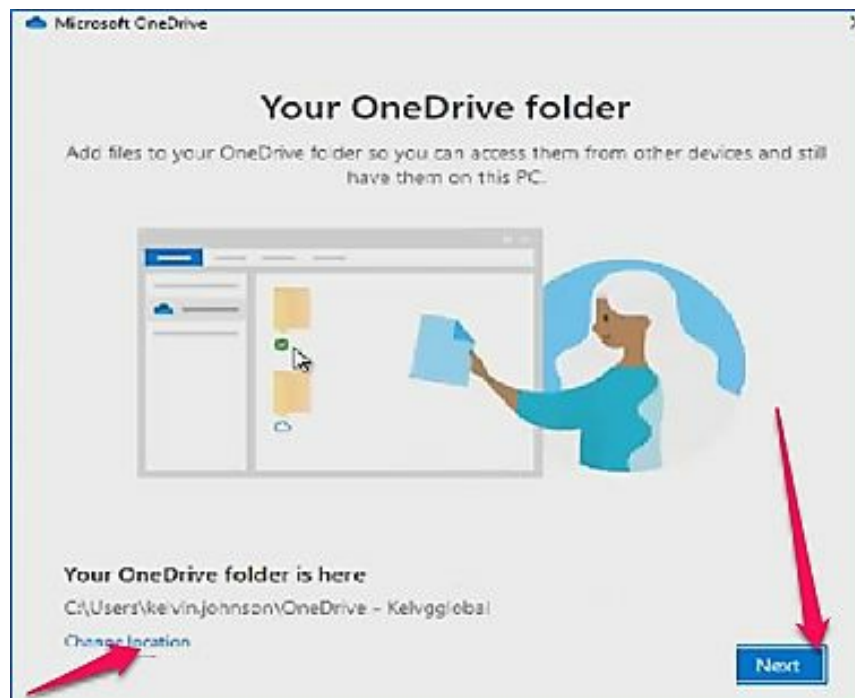 Microsoft OneDrive
Your OneDrive folder
Add files to your OneDrive folder so you can access them from other devices and still
have them on this PC.
Your OneDrive folder is here
C:\Users\kelvin.johnson\OneDrive - Kelvgglobal
Change location
Next